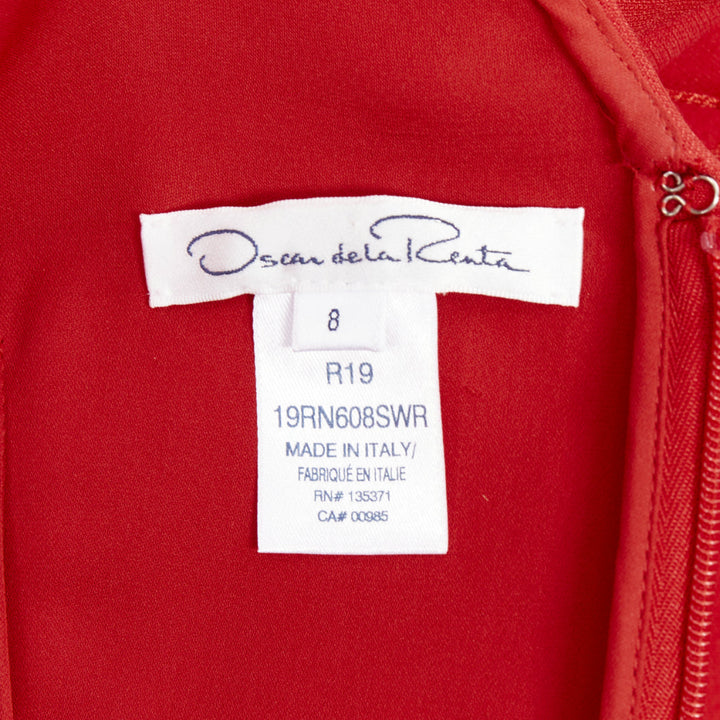 Oscar de la Renta
8
R19
19RN608SWR
MADE IN ITALY/
FABRIQUÉ EN ITALIE
RN# 135371
CA# 00985